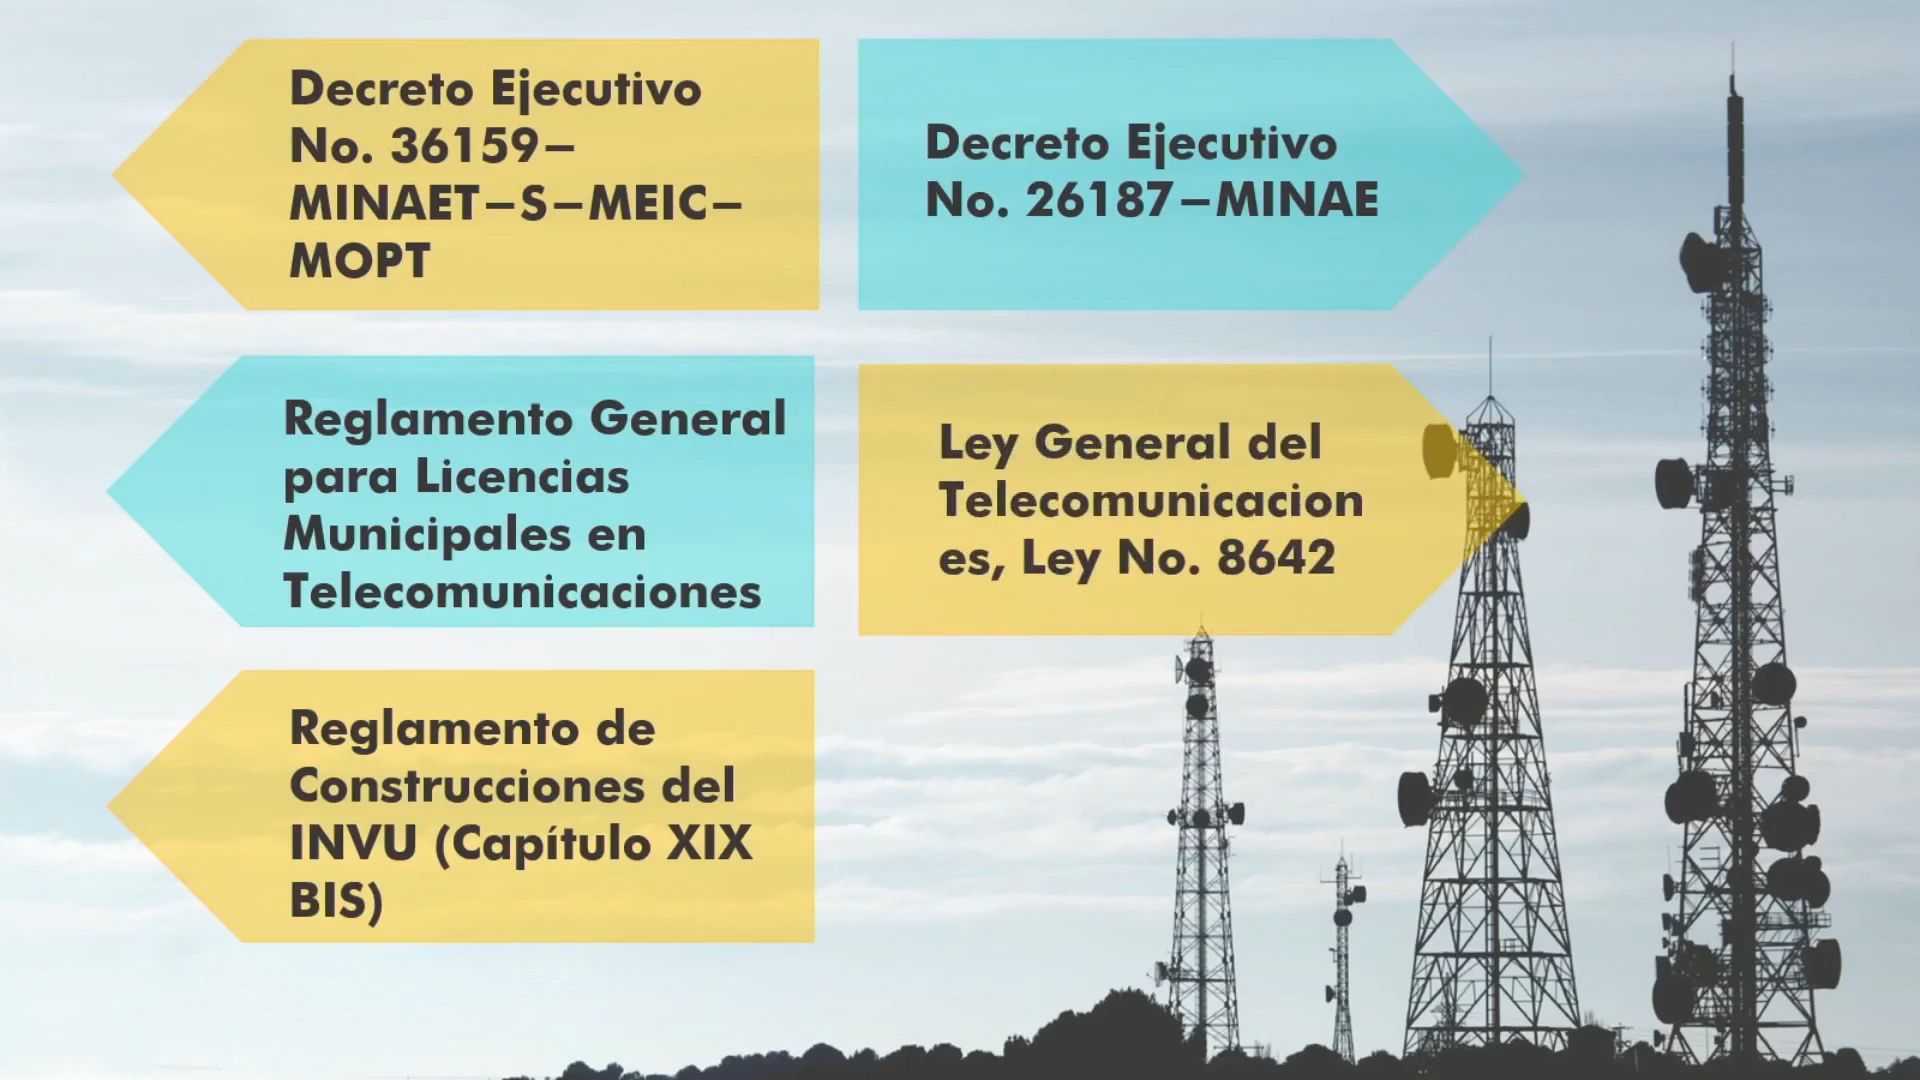 Decreto Ejecutivo
No. 36159–
MINAET–S–MEIC–
MOPT
Decreto Ejecutivo
No. 26187–MINAE
Reglamento General
para Licencias
Municipales en
Telecomunicaciones
Ley General del
Telecomunicacion
es, Ley No. 8642
Reglamento de
Construcciones del
INVU (Capítulo XIX
BIS)